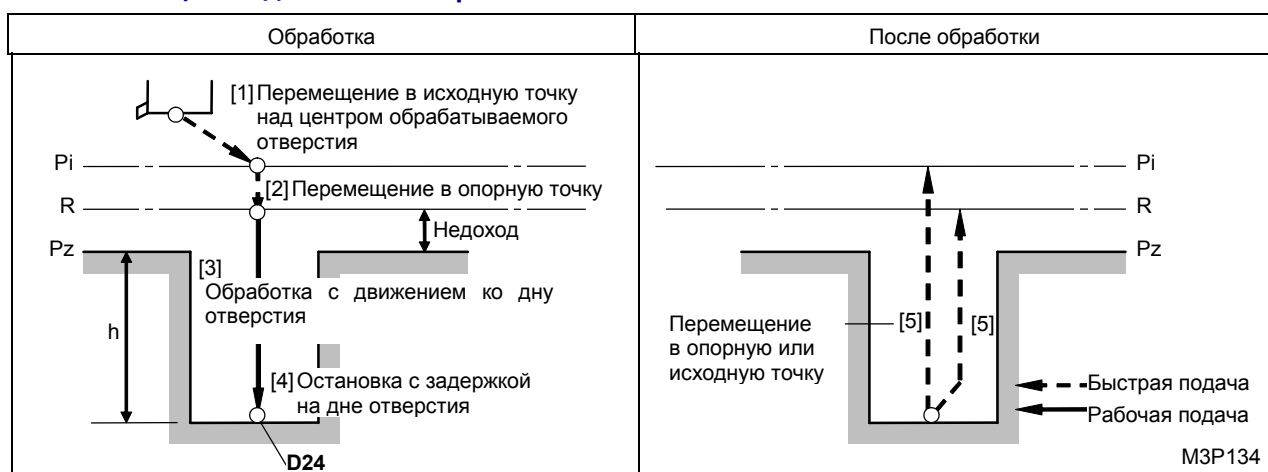 Обработка
После обработки
[1] Перемещение в исходную точку
над центром обрабатываемого
отверстия
Pi
[2] Перемещение в опорную точку
R
Недоход
Pz
[3]
Обработка с движением ко дну
отверстия
h
[4] Остановка с задержкой
на дне отверстия
D24
Pi
R
Pz
Перемещение
в опорную или
исходную точку
[5]
[5]
Быстрая подача
Рабочая подача
M3P134